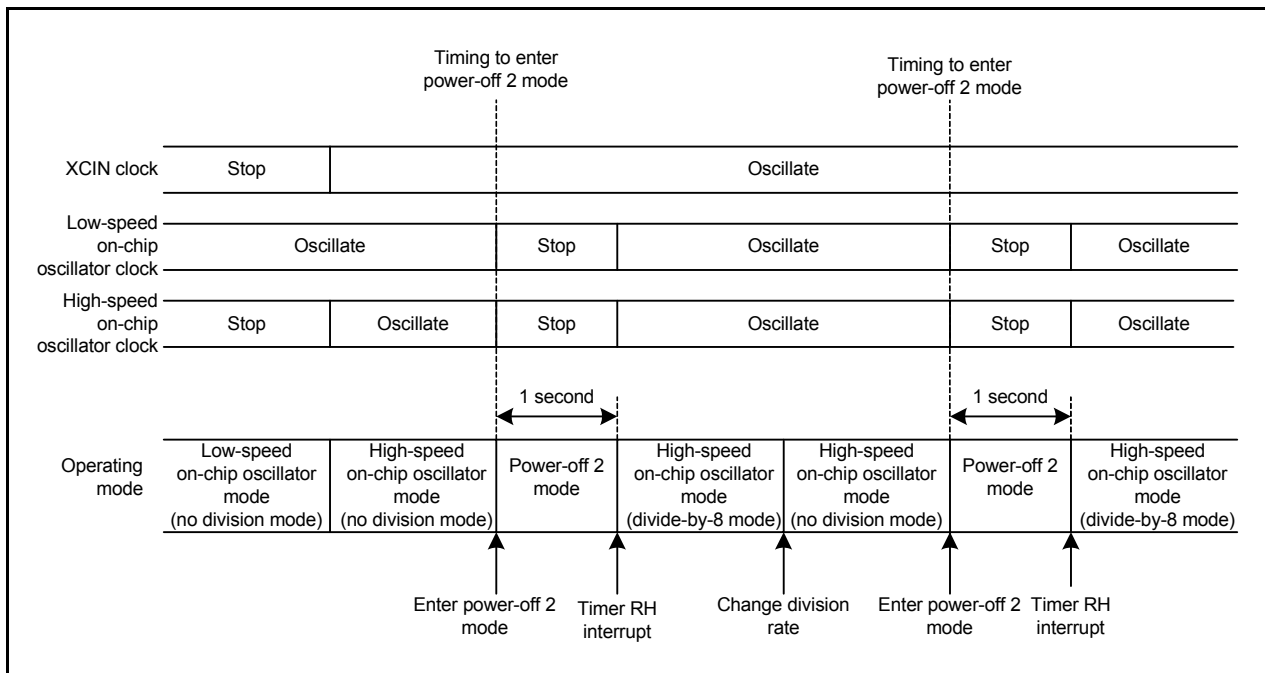 Timing to enter
power-off 2 mode
Timing to enter
power-off 2 mode
XCIN clock
Stop
Oscillate
Low-speed
on-chip
oscillator clock
Oscillate
Stop
Oscillate
Stop
Oscillate
High-speed
on-chip
oscillator clock
Stop
Oscillate
Stop
Oscillate
Stop
Oscillate
1 second
1 second
Operating
mode
Low-speed
on-chip oscillator
mode
(no division mode)
High-speed
on-chip oscillator
mode
(no division mode)
Power-off 2
mode
High-speed
on-chip oscillator
mode
(divide-by-8 mode)
High-speed
on-chip oscillator
mode
(no division mode)
Power-off 2
mode
High-speed
on-chip oscillator
mode
(divide-by-8 mode)
Enter power-off 2
mode
Timer RH
interrupt
Change division
rate
Enter power-off 2
mode
Timer RH
interrupt